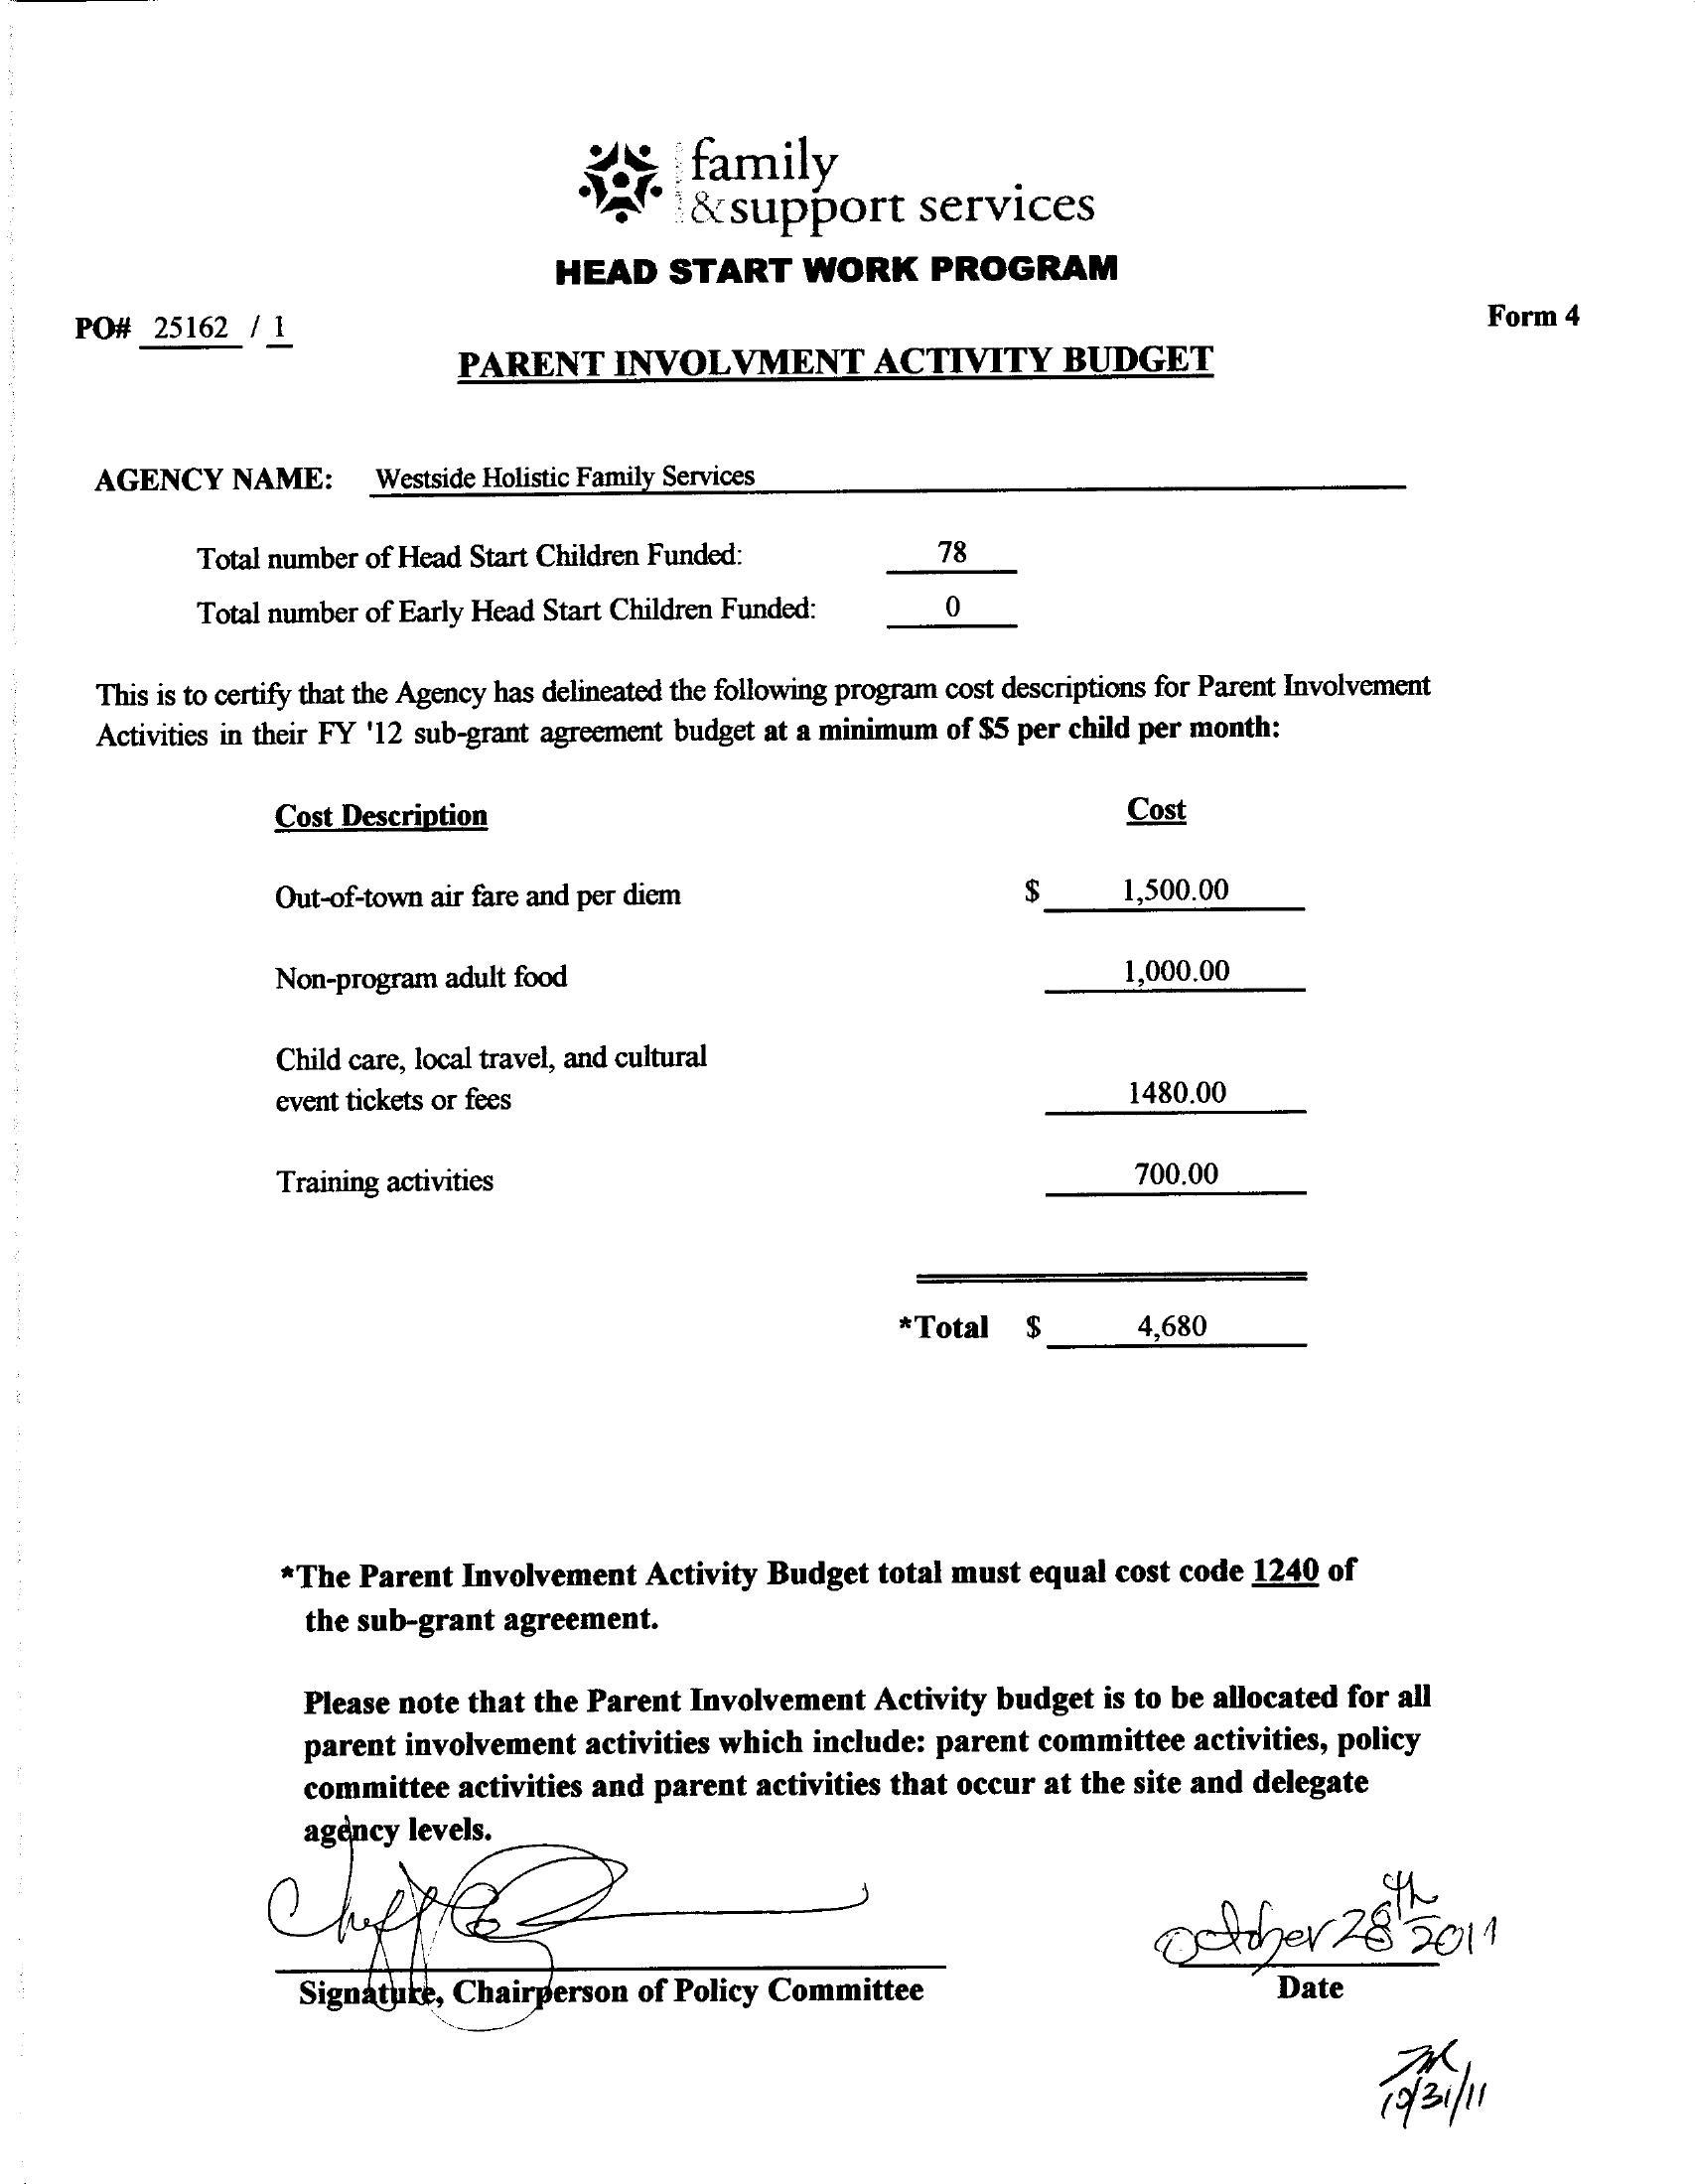 family
& support services
HEAD START WORK PROGRAM
PO# 25162 / 1
Form 4
PARENT INVOLVMENT ACTIVITY BUDGET
AGENCY NAME: Westside Holistic Family Services
Total number of Head Start Children Funded: 78
Total number of Early Head Start Children Funded: 0
This is to certify that the Agency has delineated the following program cost descriptions for Parent Involvement
Activities in their FY '12 sub-grant agreement budget at a minimum of $5 per child per month:
Cost Description Cost
Out-of-town air fare and per diem $ 1,500.00
Non-program adult food 1,000.00
Child care, local travel, and cultural
event tickets or fees 1480.00
Training activities 700.00
*Total $ 4,680
*The Parent Involvement Activity Budget total must equal cost code 1240 of
the sub-grant agreement.
Please note that the Parent Involvement Activity budget is to be allocated for all
parent involvement activities which include: parent committee activities, policy
committee activities and parent activities that occur at the site and delegate
agency levels.
october 28th 2011
Signature, Chairperson of Policy Committee Date
10/31/11